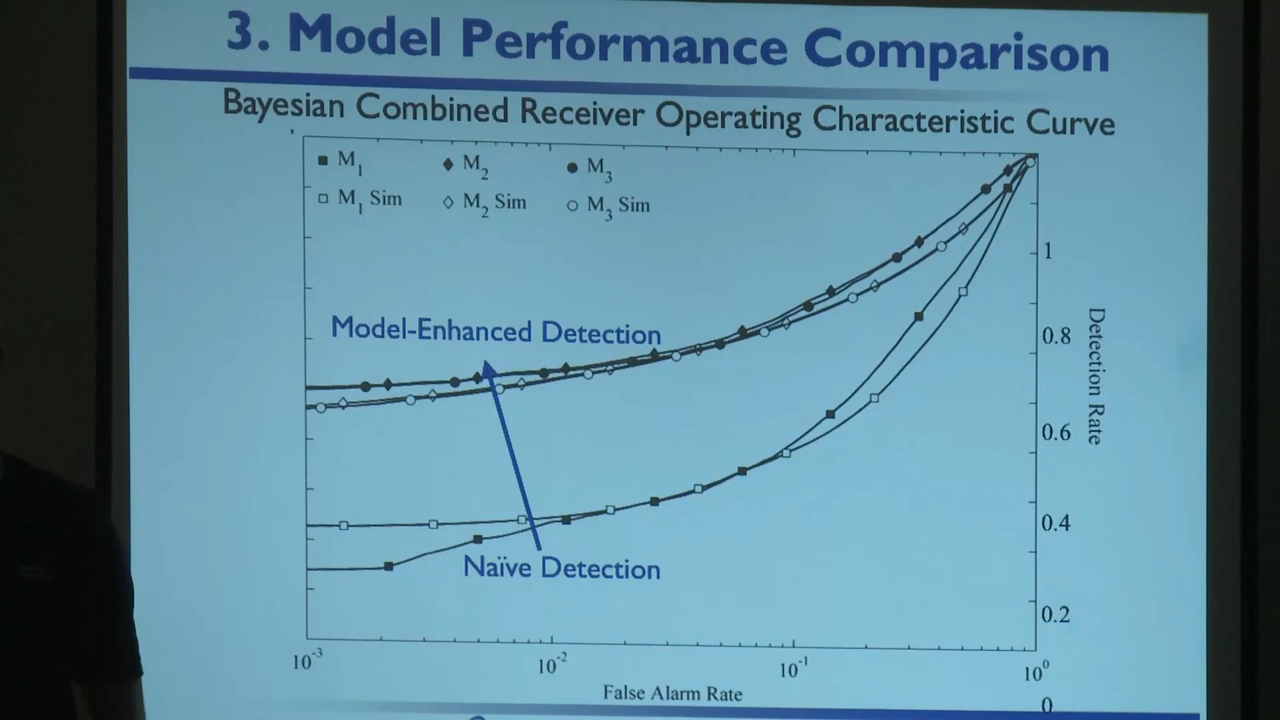 3. Model Performance Comparison
Bayesian Combined Receiver Operating Characteristic Curve
M1 M2 M3
M1 Sim M2 Sim M3 Sim
1
Model-Enhanced Detection
0.8
Detection Rate
0.6
0.4
Naïve Detection
0.2
10-3 10-2 10-1 100
False Alarm Rate
0